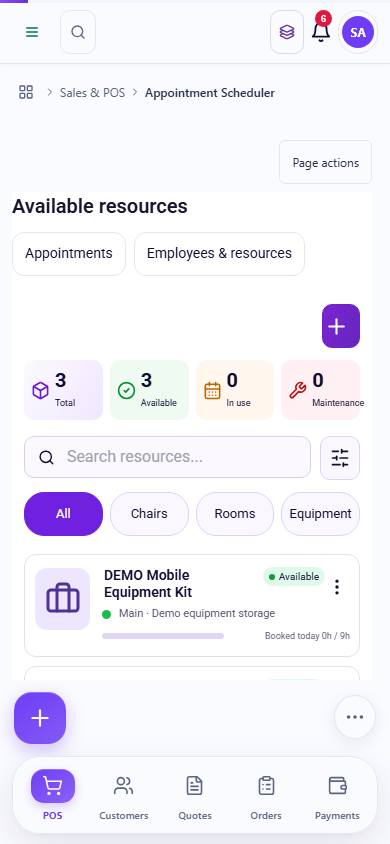 6
SA
Sales & POS
Appointment Scheduler
Page actions
Available resources
Appointments
Employees & resources
3
Total
3
Available
0
In use
0
Maintenance
Search resources...
All
Chairs
Rooms
Equipment
DEMO Mobile
Equipment Kit
Available
Main · Demo equipment storage
Booked today 0h / 9h
POS
Customers
Quotes
Orders
Payments